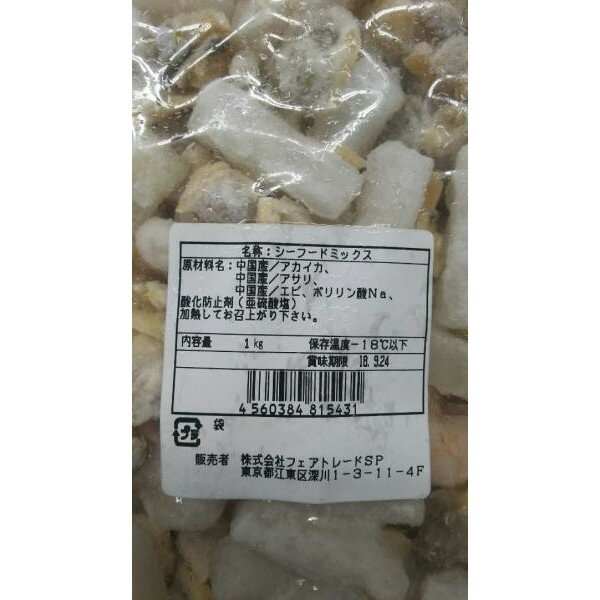 名称：シーフードミックス
原材料名：中国産／アカイカ、
中国産／アサリ、
中国産／エビ、ポリリン酸Ｎａ、
酸化防止剤（亜硫酸塩）
加熱してお召上がり下さい。
内容量 1kg 保存温度－18℃以下
賞味期限 18.9.24
4 560384 815431
プラ 袋
販売者 株式会社フェアトレードＳＰ
東京都江東区深川１－３－１１－４Ｆ